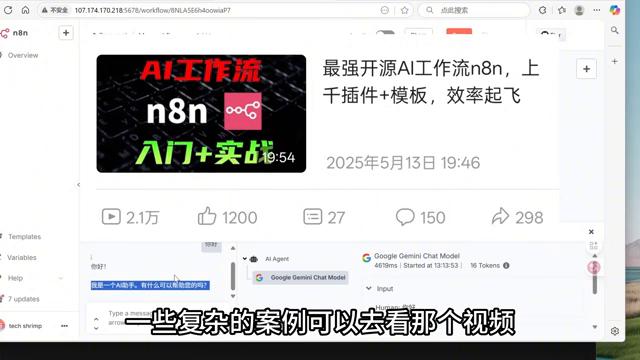 不安全 107.174.170.218:5678/workflow/8NLA5E6h4oowiaP7
点此搜索
n8n
Overview
AI工作流
n8n
入门+实战
19:54
最强开源AI工作流n8n，上
千插件+模板，效率起飞
2025年5月13日 19:46
2.1万
1200
27
150
298
Templates
Variables
Help
7 updates
tech shrimp
你好
你好！
我是一个AI助手。有什么可以帮助您的吗？
AI Agent
Google Gemini Chat Model
Google Gemini Chat Model
4619ms | Started at 13:13:53 | 16 Tokens
Input
Human: 你好
Type a message
一些复杂的案例可以去看那个视频